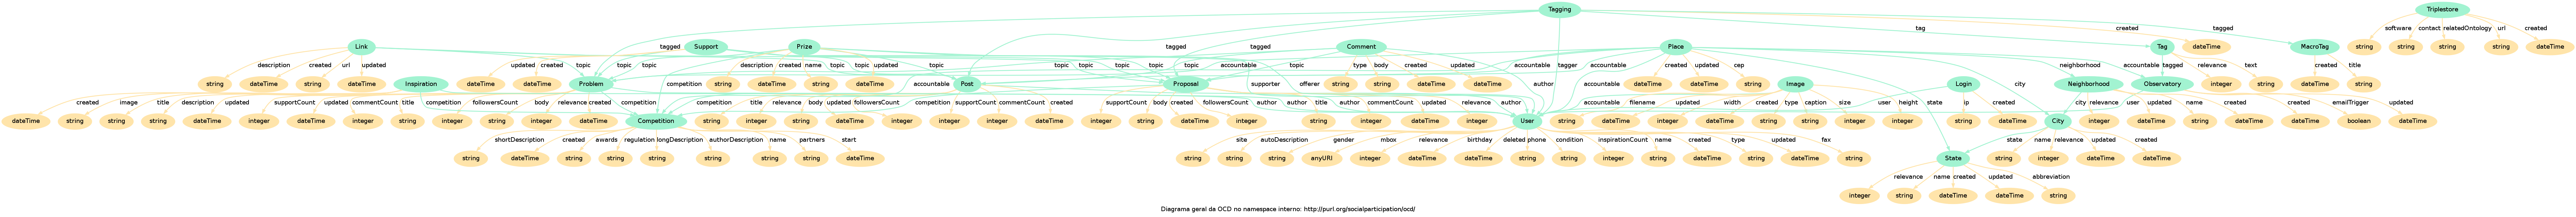 Tagging Triplestore
created tag tagged software contact relatedOntology url created
Link Support Prize Comment Place Tag dateTime MacroTag string string string string dateTime
tagged tagged tagged
description created url updated topic updated created topic topic description created name topic topic updated topic topic topic topic accountable type body created updated accountable accountable created updated cep neighborhood accountable tagged relevance text created title
string dateTime string dateTime Inspiration dateTime dateTime Problem string dateTime string dateTime Post Proposal string string dateTime dateTime dateTime dateTime string Image Login Neighborhood Observatory integer string dateTime string
competition accountable supporter offerer author tagger accountable city
created image title description updated supportCount updated commentCount title competition followersCount body relevance created competition competition title relevance body updated followersCount competition supportCount commentCount created supportCount body created followersCount author author title author commentCount updated relevance author accountable filename updated width created type caption size height user ip created state city relevance user updated name created created emailTrigger updated
dateTime string string string dateTime integer dateTime integer string integer string integer dateTime Competition string integer string dateTime integer integer integer dateTime integer string dateTime integer string integer dateTime integer User string dateTime integer dateTime string string integer integer string dateTime City integer dateTime string dateTime dateTime boolean dateTime
shortDescription created awards regulation longDescription authorDescription name partners start site autoDescription gender mbox relevance birthday deleted phone condition inspirationCount name created type updated fax state name relevance updated created
string dateTime string string string string string string dateTime string string string anyURI integer dateTime dateTime string string integer string dateTime string dateTime string State string integer dateTime dateTime
relevance name created updated abbreviation
integer string dateTime dateTime string
Diagrama geral da OCD no namespace interno: http://purl.org/socialparticipation/ocd/